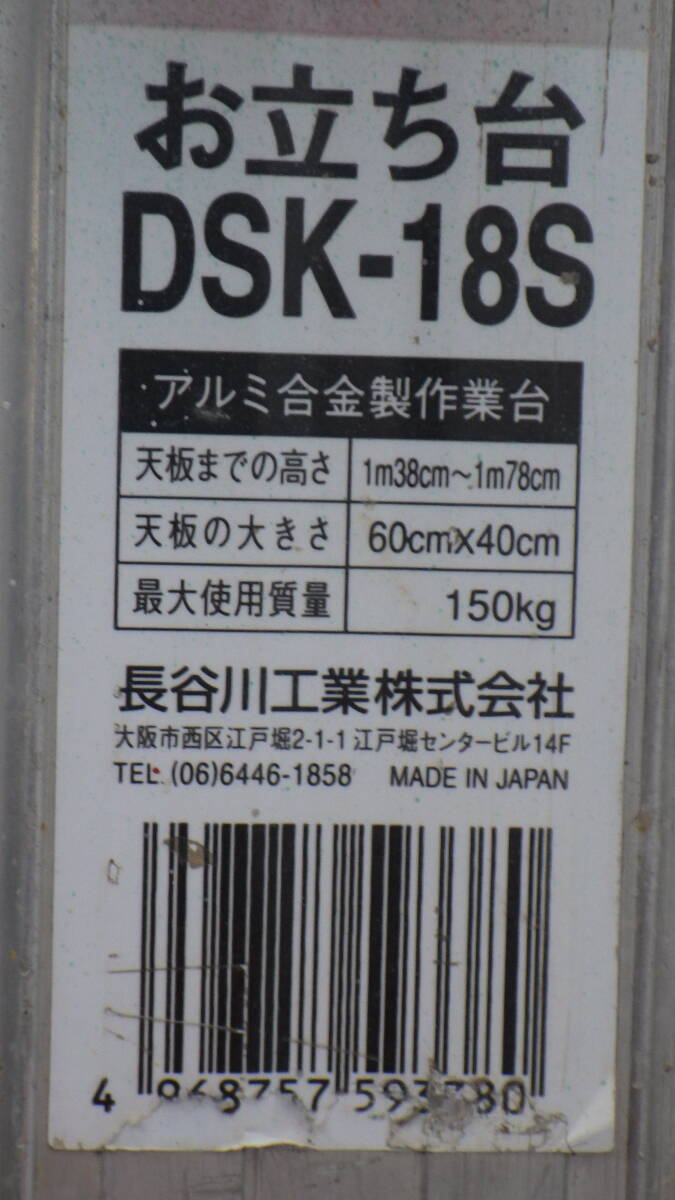 お立ち台
DSK-18S
アルミ合金製作業台
天板までの高さ 1m38cm〜1m78cm
天板の大きさ 60cm×40cm
最大使用質量 150kg
長谷川工業株式会社
大阪市西区江戸堀2-1-1 江戸堀センタービル14F
TEL. (06)6446-1858 MADE IN JAPAN
4 968757 593780